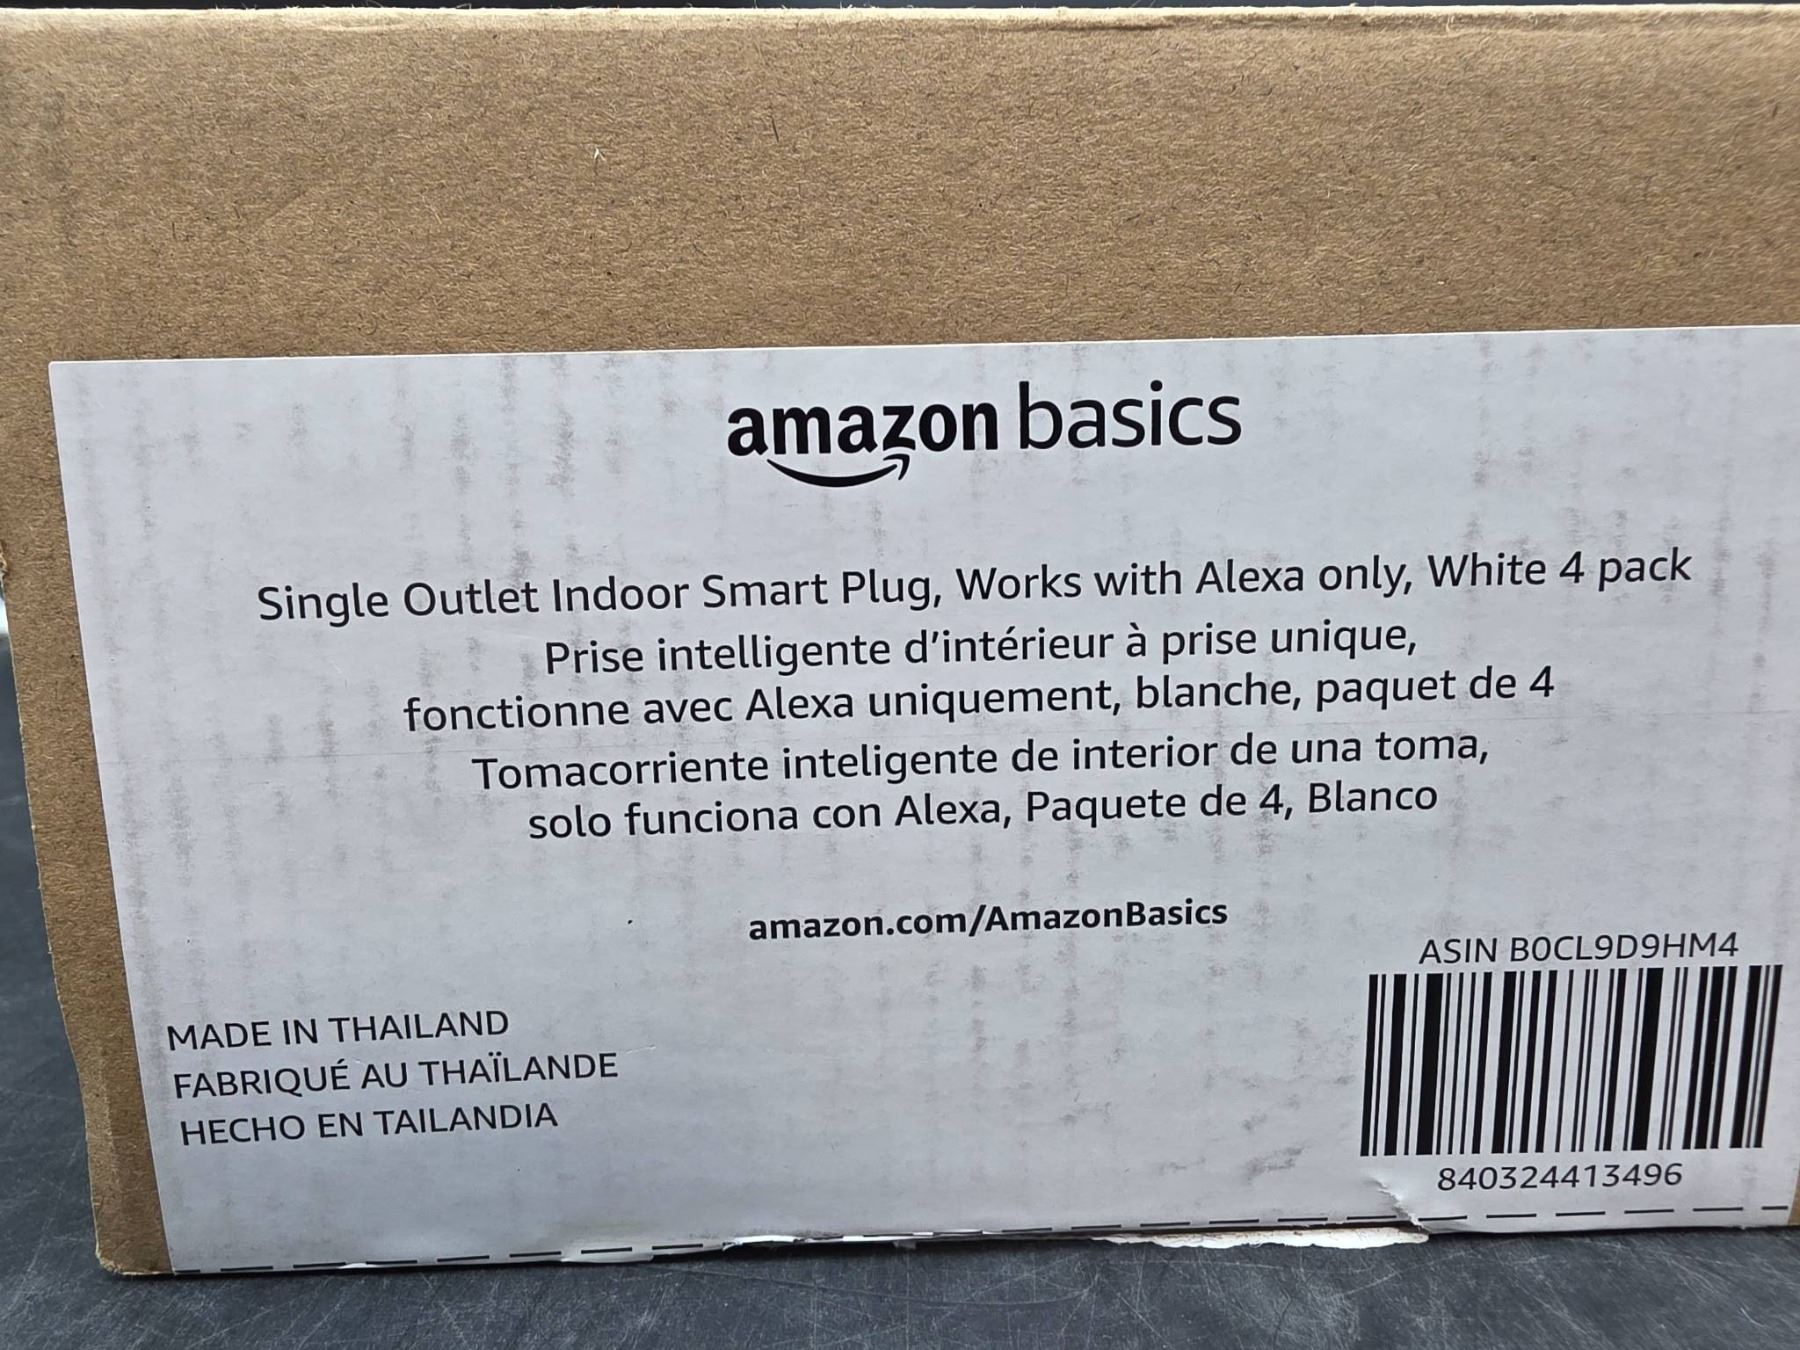 amazon basics
Single Outlet Indoor Smart Plug, Works with Alexa only, White 4 pack
Prise intelligente d'intérieur à prise unique,
fonctionne avec Alexa uniquement, blanche, paquet de 4
Tomacorriente inteligente de interior de una toma,
solo funciona con Alexa, Paquete de 4, Blanco
amazon.com/AmazonBasics
MADE IN THAILAND
FABRIQUÉ AU THAÏLANDE
HECHO EN TAILANDIA
ASIN B0CL9D9HM4
840324413496